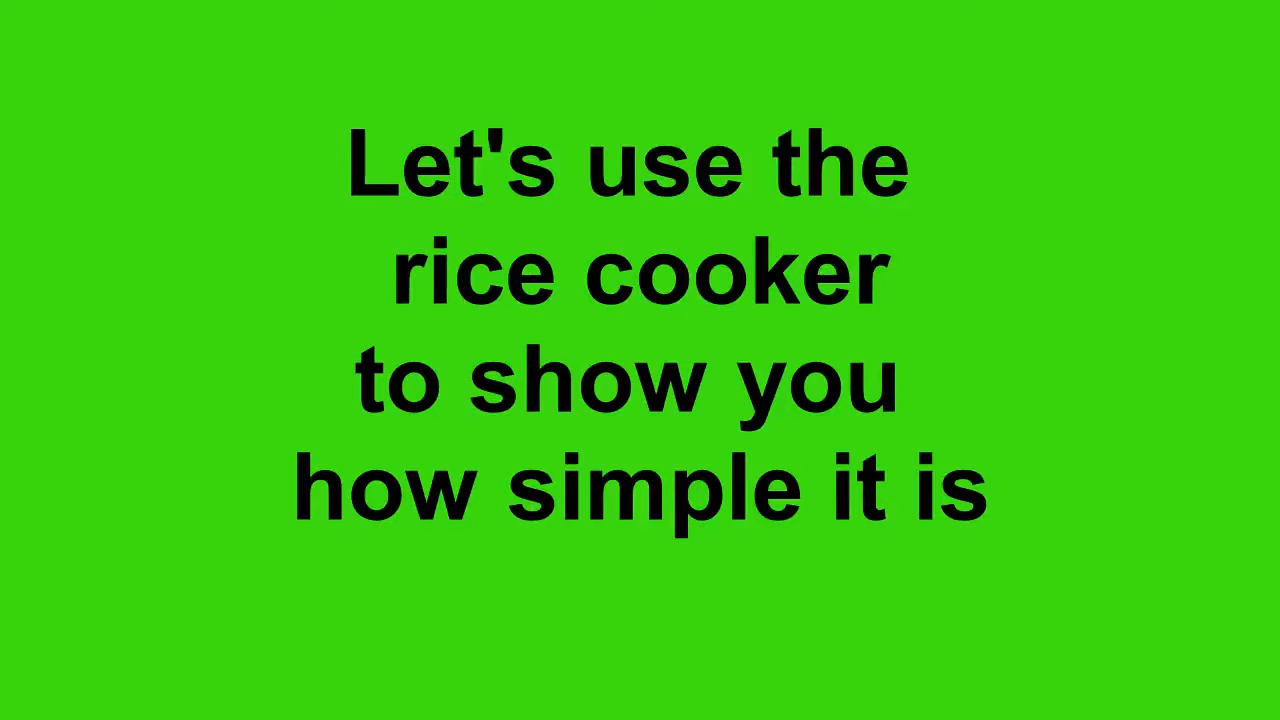 Let's use the
rice cooker
to show you
how simple it is